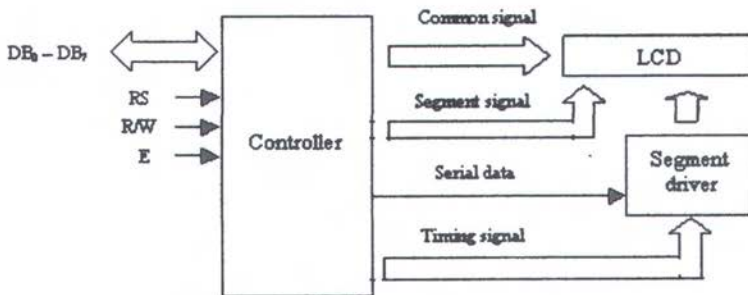 Common signal
DB₀ – DB₇
LCD
RS
Segment signal
R/W
Controller
E
Serial data
Segment
driver
Timing signal